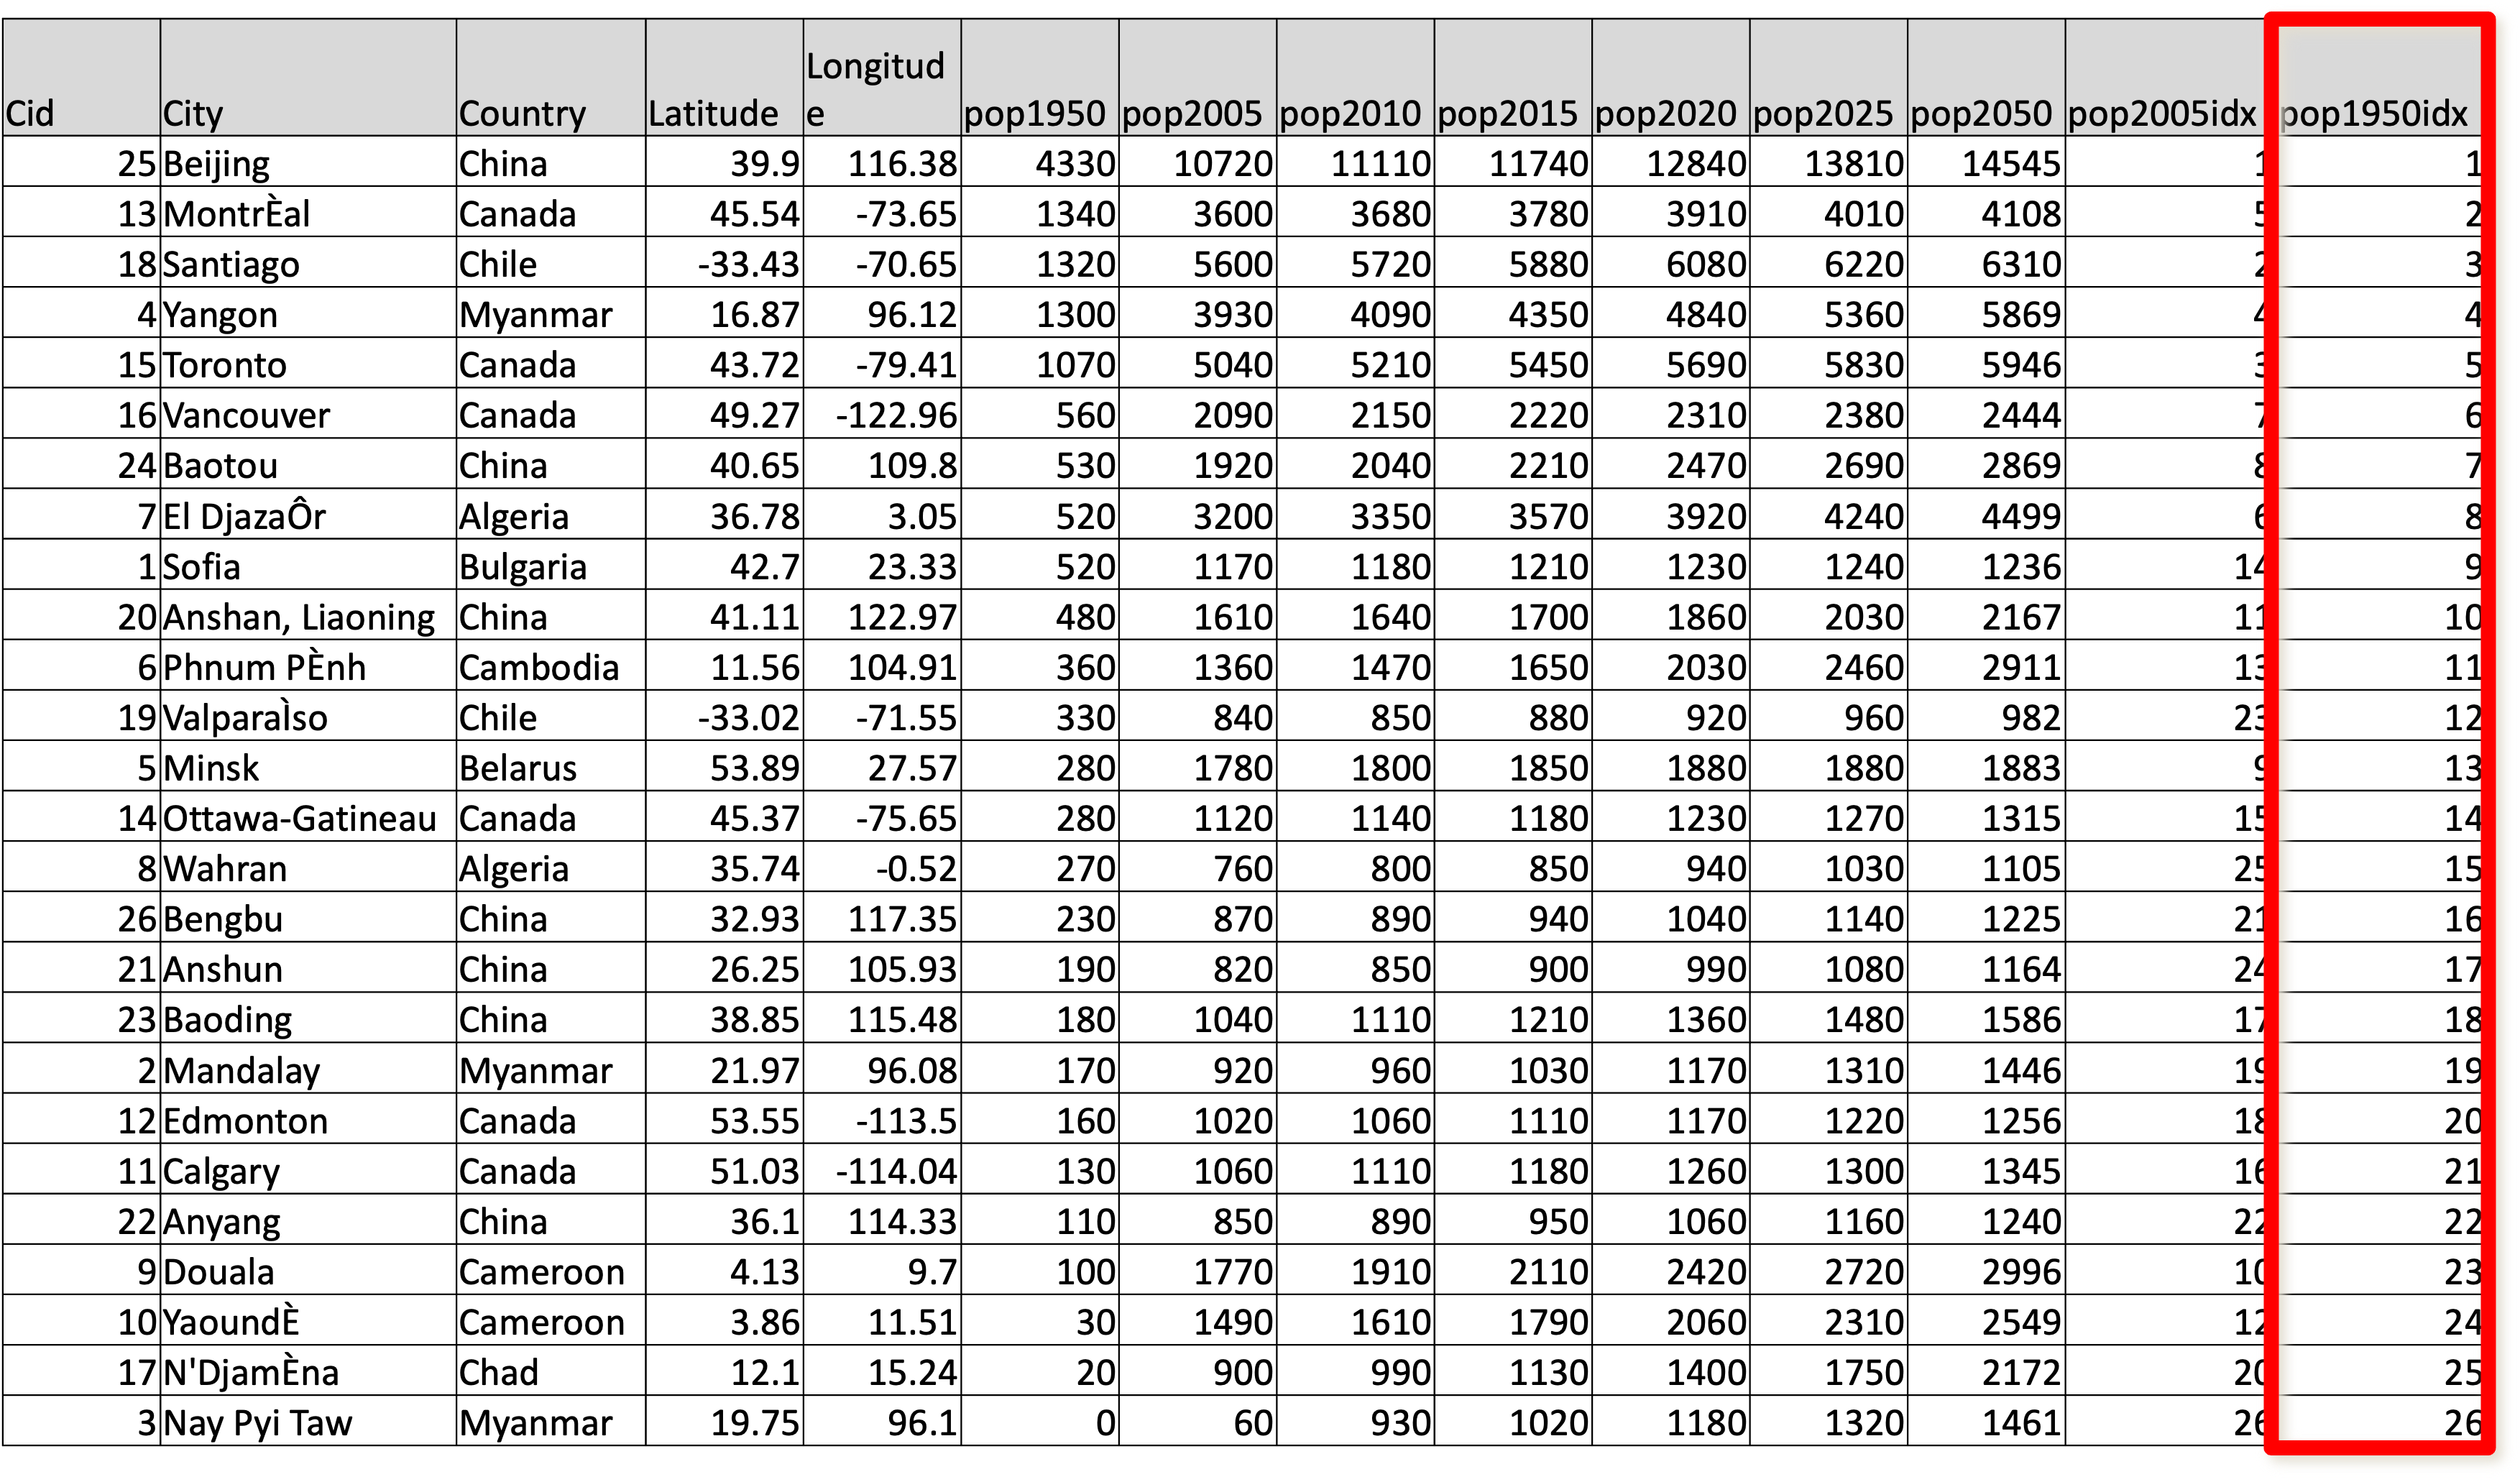 Cid City Country Latitude Longitud
e pop1950 pop2005 pop2010 pop2015 pop2020 pop2025 pop2050 pop2005idx pop1950idx
25 Beijing China 39.9 116.38 4330 10720 11110 11740 12840 13810 14545 1 1
13 MontrÈal Canada 45.54 -73.65 1340 3600 3680 3780 3910 4010 4108 5 2
18 Santiago Chile -33.43 -70.65 1320 5600 5720 5880 6080 6220 6310 2 3
4 Yangon Myanmar 16.87 96.12 1300 3930 4090 4350 4840 5360 5869 4 4
15 Toronto Canada 43.72 -79.41 1070 5040 5210 5450 5690 5830 5946 3 5
16 Vancouver Canada 49.27 -122.96 560 2090 2150 2220 2310 2380 2444 7 6
24 Baotou China 40.65 109.8 530 1920 2040 2210 2470 2690 2869 8 7
7 El DjazaÔr Algeria 36.78 3.05 520 3200 3350 3570 3920 4240 4499 6 8
1 Sofia Bulgaria 42.7 23.33 520 1170 1180 1210 1230 1240 1236 14 9
20 Anshan, Liaoning China 41.11 122.97 480 1610 1640 1700 1860 2030 2167 11 10
6 Phnum PÈnh Cambodia 11.56 104.91 360 1360 1470 1650 2030 2460 2911 13 11
19 ValparaÌso Chile -33.02 -71.55 330 840 850 880 920 960 982 23 12
5 Minsk Belarus 53.89 27.57 280 1780 1800 1850 1880 1880 1883 9 13
14 Ottawa-Gatineau Canada 45.37 -75.65 280 1120 1140 1180 1230 1270 1315 15 14
8 Wahran Algeria 35.74 -0.52 270 760 800 850 940 1030 1105 25 15
26 Bengbu China 32.93 117.35 230 870 890 940 1040 1140 1225 21 16
21 Anshun China 26.25 105.93 190 820 850 900 990 1080 1164 24 17
23 Baoding China 38.85 115.48 180 1040 1110 1210 1360 1480 1586 17 18
2 Mandalay Myanmar 21.97 96.08 170 920 960 1030 1170 1310 1446 19 19
12 Edmonton Canada 53.55 -113.5 160 1020 1060 1110 1170 1220 1256 18 20
11 Calgary Canada 51.03 -114.04 130 1060 1110 1180 1260 1300 1345 16 21
22 Anyang China 36.1 114.33 110 850 890 950 1060 1160 1240 22 22
9 Douala Cameroon 4.13 9.7 100 1770 1910 2110 2420 2720 2996 10 23
10 YaoundÈ Cameroon 3.86 11.51 30 1490 1610 1790 2060 2310 2549 12 24
17 N'DjamÈna Chad 12.1 15.24 20 900 990 1130 1400 1750 2172 20 25
3 Nay Pyi Taw Myanmar 19.75 96.1 0 60 930 1020 1180 1320 1461 26 26